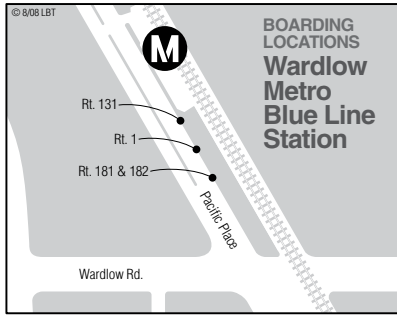 © 8/08 LBT
BOARDING
LOCATIONS
Wardlow
Metro
Blue Line
Station
M
Rt. 131
Rt. 1
Rt. 181 & 182
Pacific Place
Wardlow Rd.